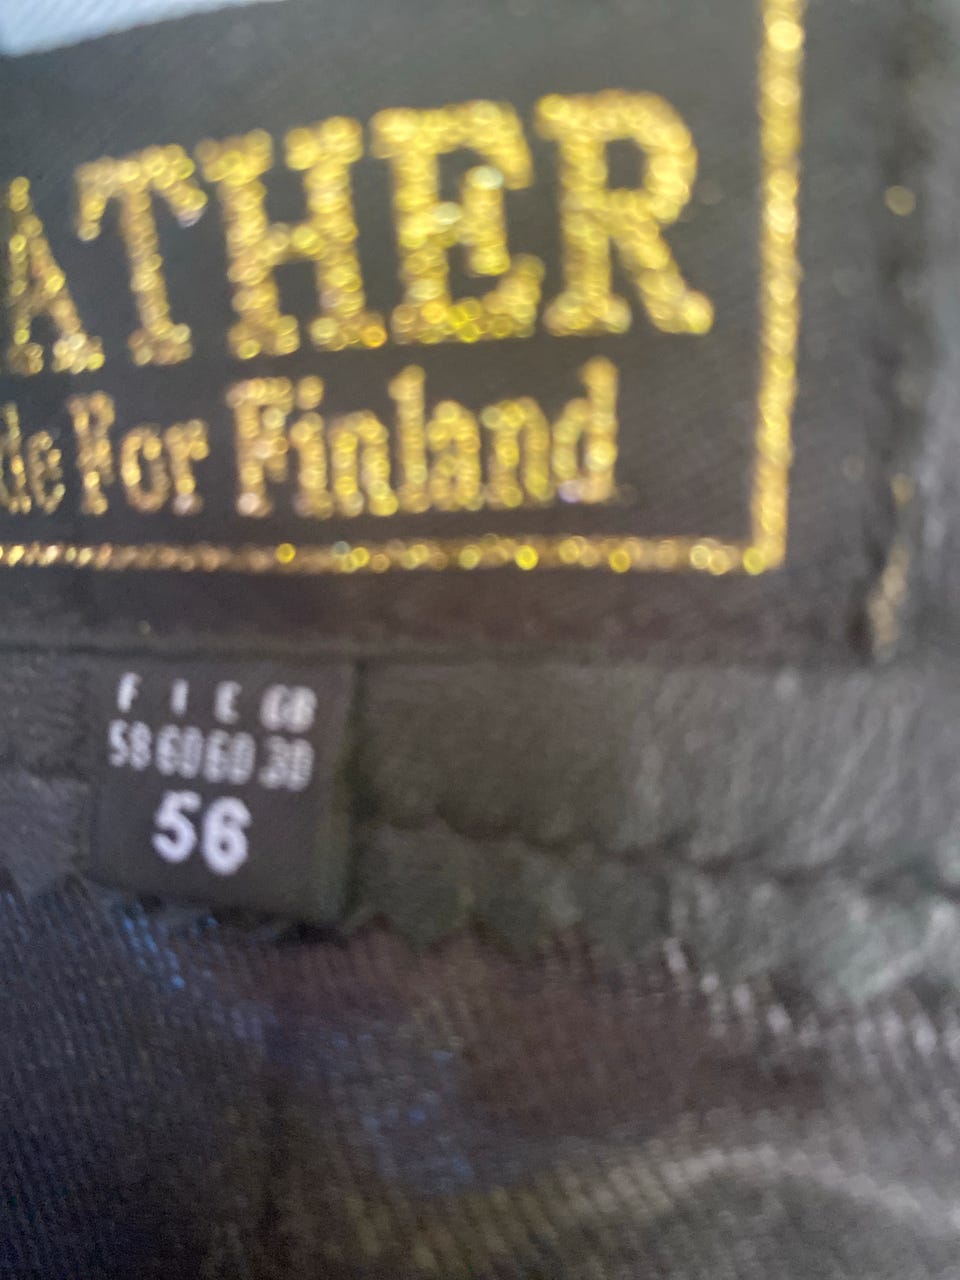 ATHER
de For Finland
F I E GB
58 60 60 30
56